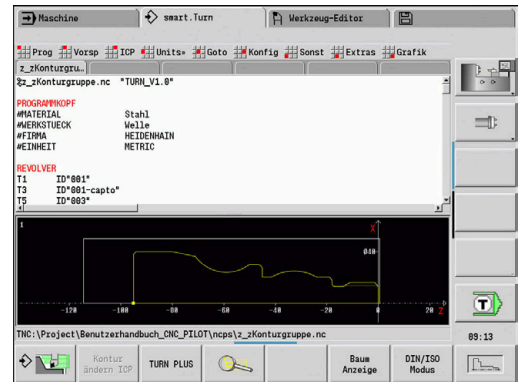 Maschine
smart.Turn
Werkzeug-Editor
Prog Vorsp ICP Units» Goto Konfig Sonst Extras Grafik
z_zKonturgru…
z_zKonturgruppe.nc "TURN_V1.0"
PROGRAMMKOPF
#MATERIAL Stahl
#WERKSTUECK Welle
#FIRMA HEIDENHAIN
#EINHEIT METRIC
REVOLVER
T1 ID"001"
T3 ID"001-capto"
T5 ID"003"
1
X
040
-120 -100 -80 -60 -40 -20 0 20 Z
T
TNC:\Project\Benutzerhandbuch_CNC_PILOT\ncps\z_zKonturgruppe.nc
09:13
Kontur
ändern ICP
TURN PLUS
Baum
Anzeige
DIN/ISO
Modus